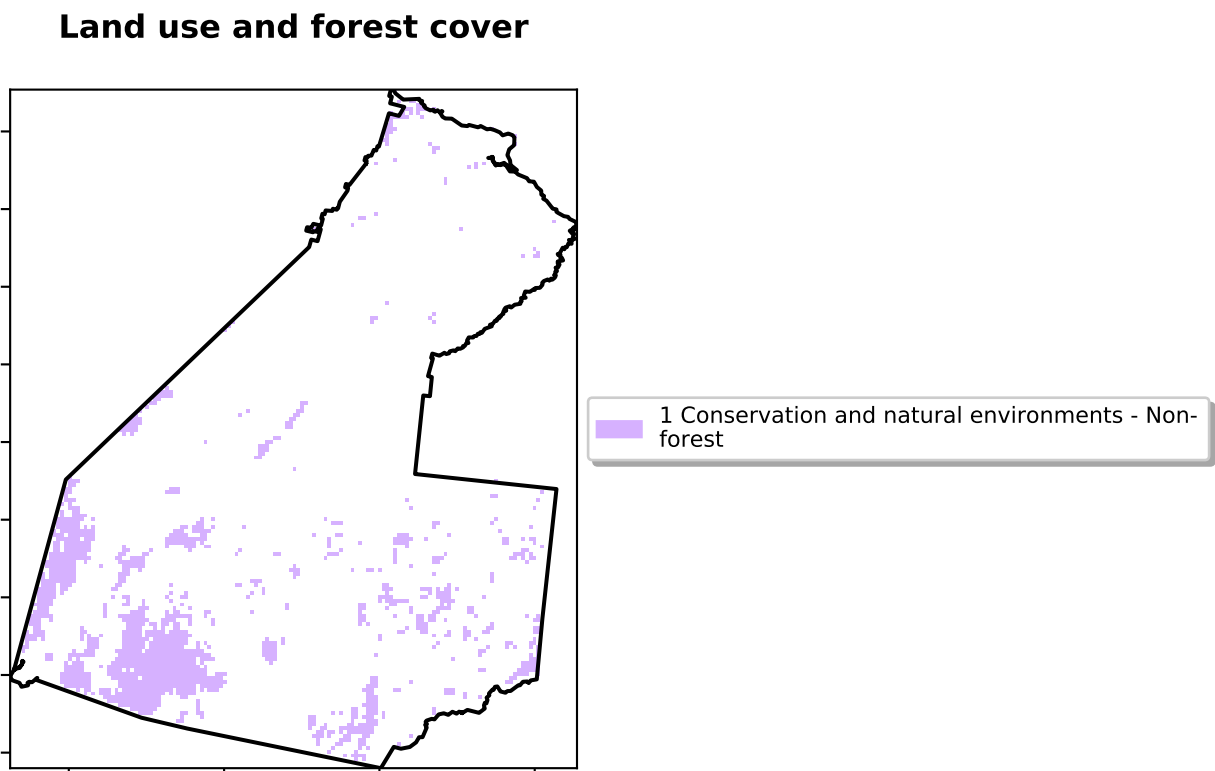 Land use and forest cover
1 Conservation and natural environments - Non-
forest